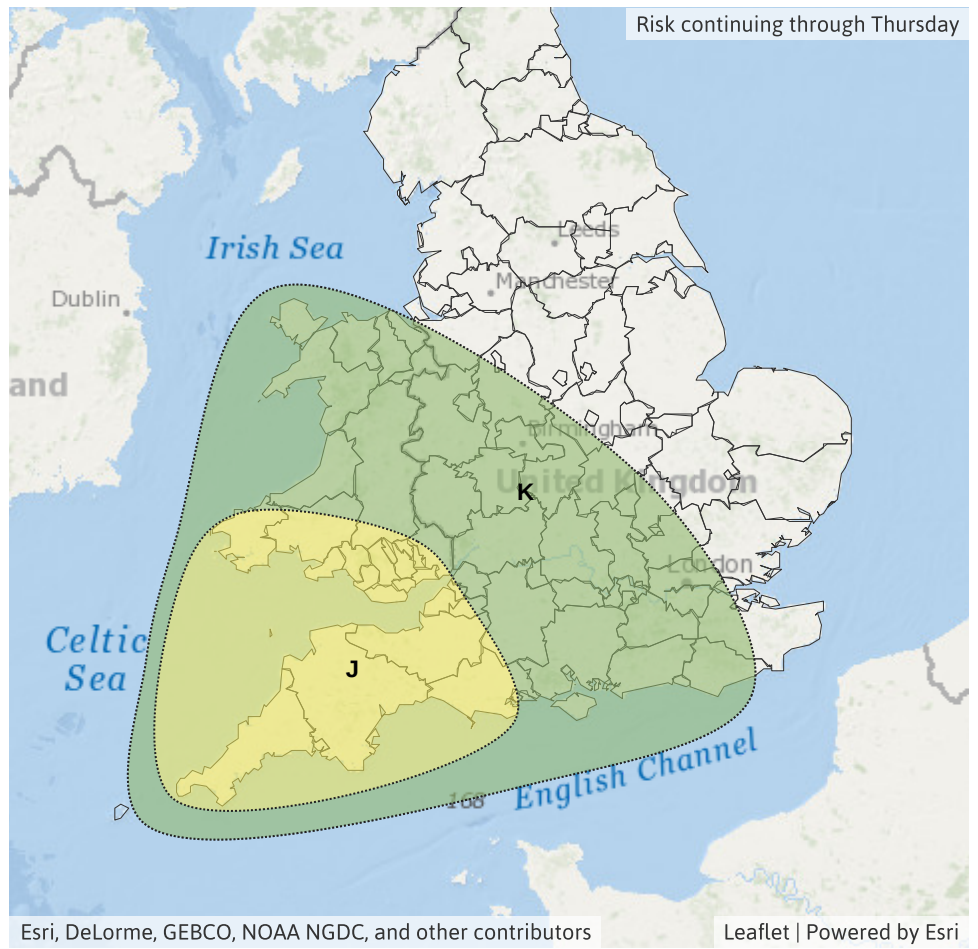 Risk continuing through Thursday
Leeds
Irish Sea
Manchester
Dublin
and
Birmingham
United Kingdom
K
London
Celtic
Sea
J
English Channel
168
Esri, DeLorme, GEBCO, NOAA NGDC, and other contributors
Leaflet | Powered by Esri